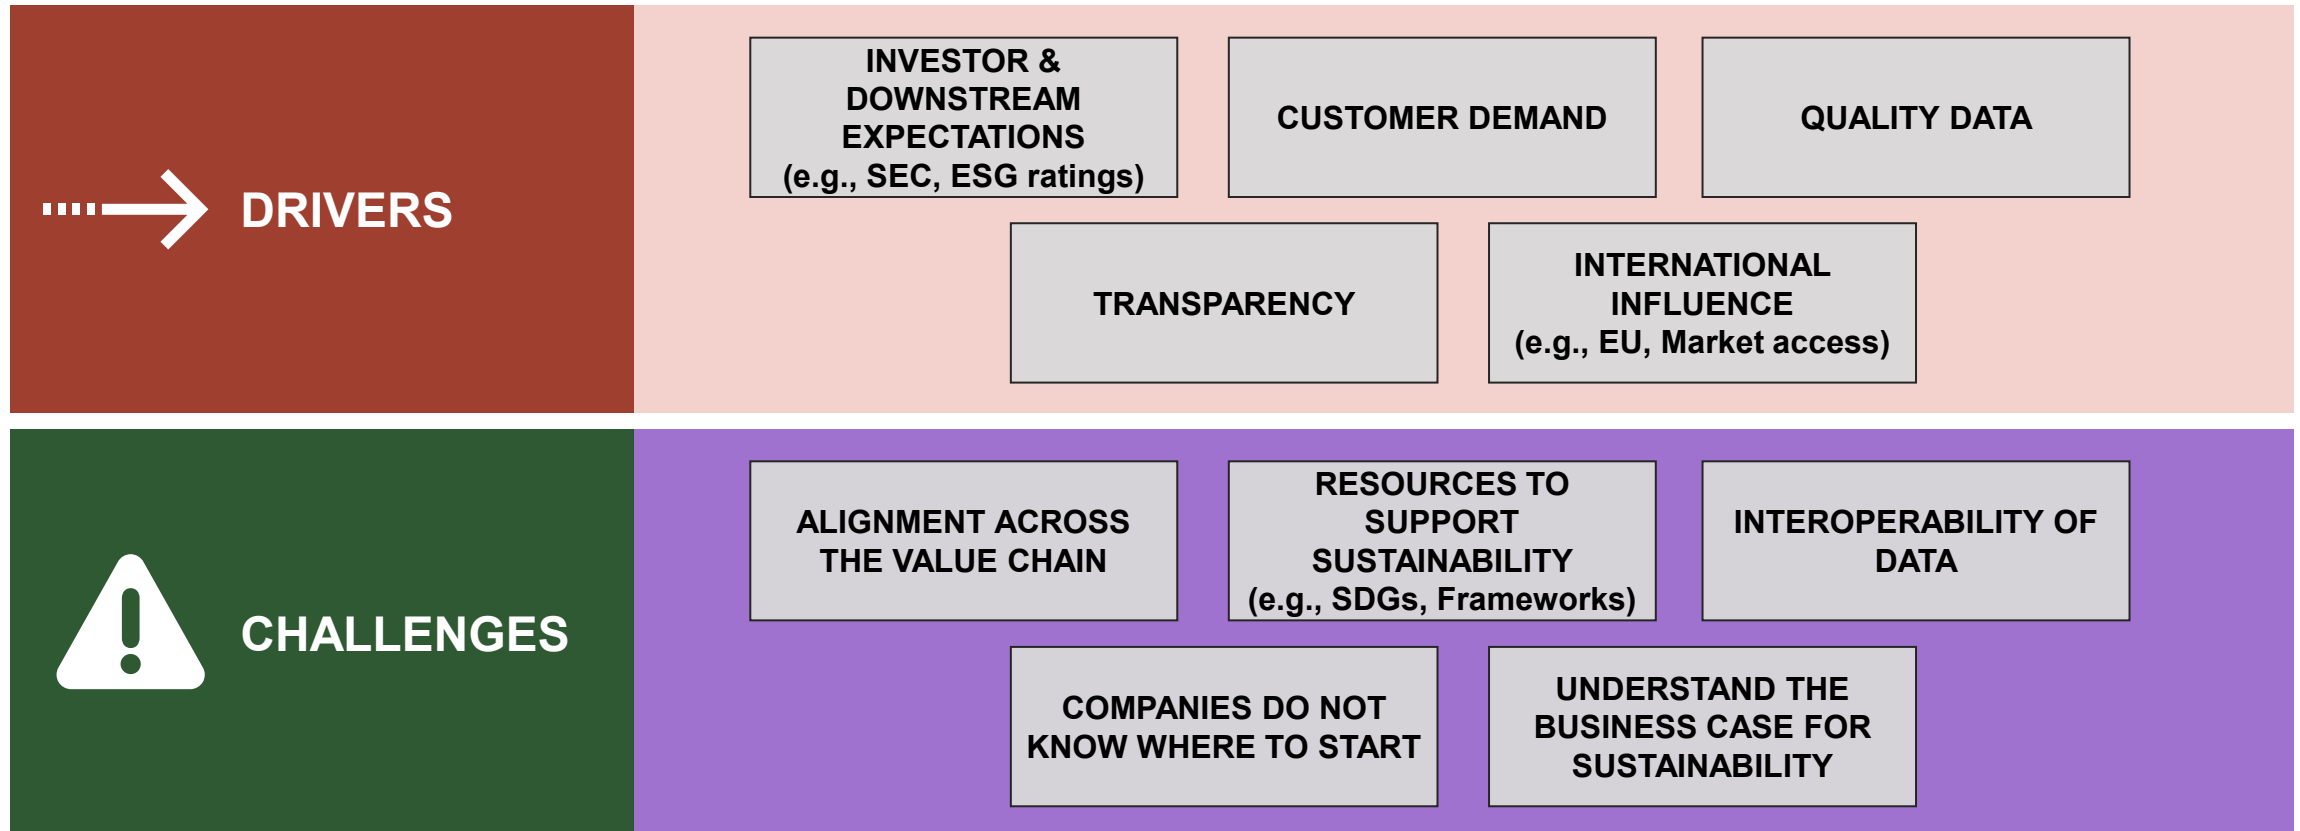 DRIVERS
INVESTOR &
DOWNSTREAM
EXPECTATIONS
(e.g., SEC, ESG ratings)
CUSTOMER DEMAND
QUALITY DATA
TRANSPARENCY
INTERNATIONAL
INFLUENCE
(e.g., EU, Market access)
CHALLENGES
ALIGNMENT ACROSS
THE VALUE CHAIN
RESOURCES TO
SUPPORT
SUSTAINABILITY
(e.g., SDGs, Frameworks)
INTEROPERABILITY OF
DATA
COMPANIES DO NOT
KNOW WHERE TO START
UNDERSTAND THE
BUSINESS CASE FOR
SUSTAINABILITY